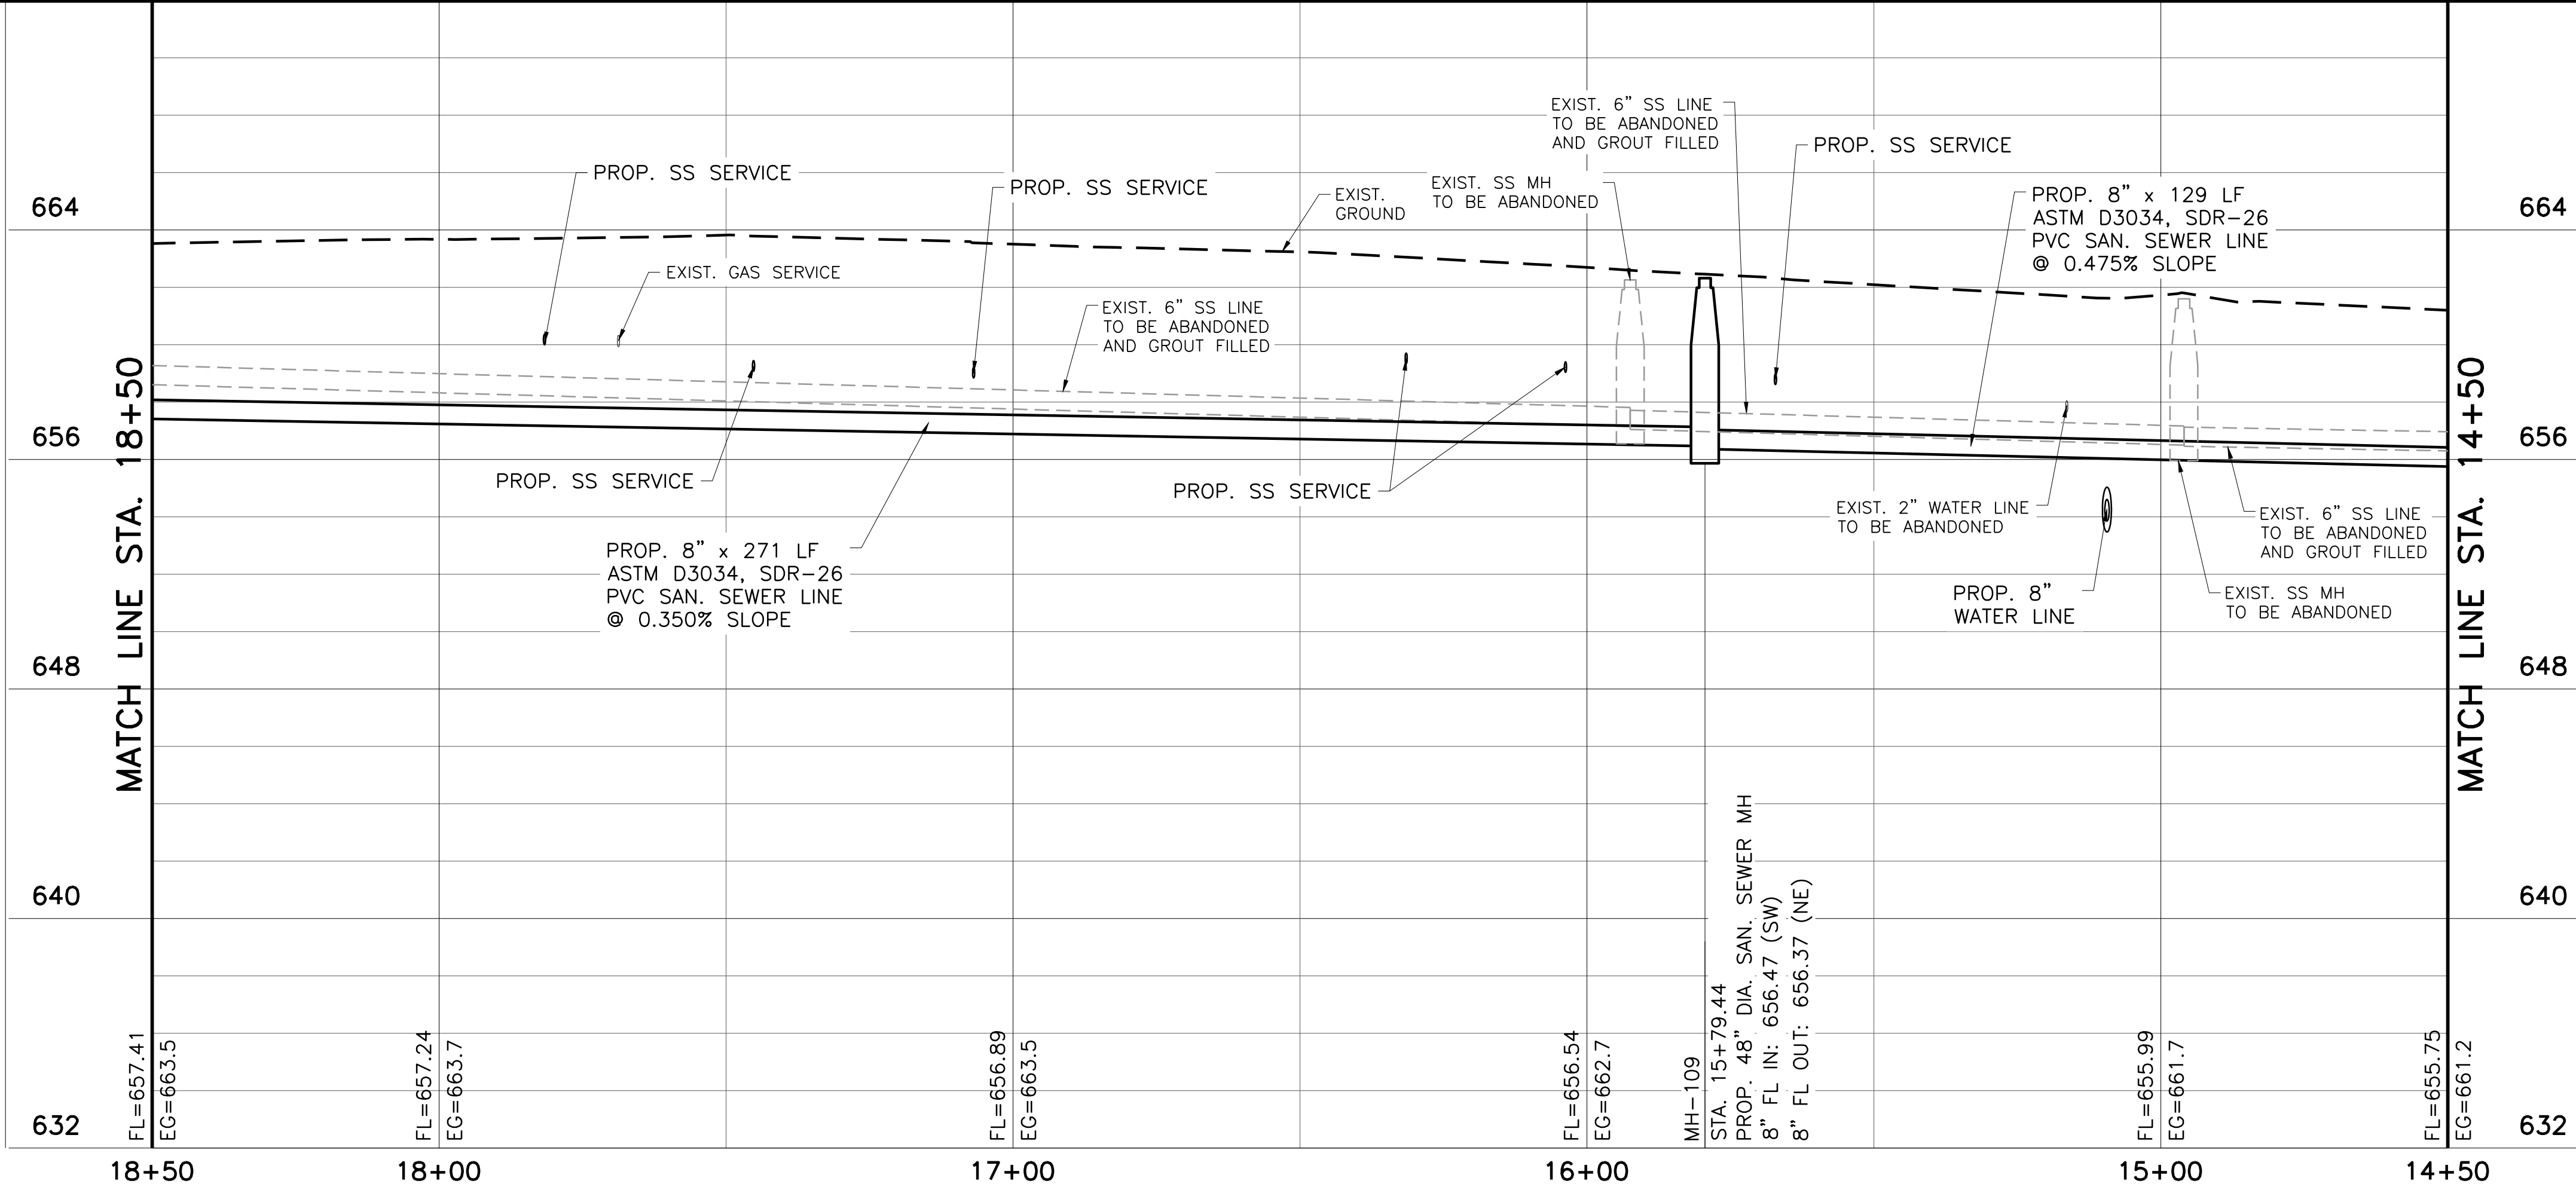 EXIST. 6" SS LINE
TO BE ABANDONED
AND GROUT FILLED
PROP. SS SERVICE
PROP. SS SERVICE
PROP. SS SERVICE
EXIST.
GROUND
EXIST. SS MH
TO BE ABANDONED
PROP. 8" x 129 LF
ASTM D3034, SDR-26
PVC SAN. SEWER LINE
@ 0.475% SLOPE
664
664
EXIST. GAS SERVICE
EXIST. 6" SS LINE
TO BE ABANDONED
AND GROUT FILLED
MATCH LINE STA. 18+50
MATCH LINE STA. 14+50
656
656
PROP. SS SERVICE
PROP. SS SERVICE
EXIST. 2" WATER LINE
TO BE ABANDONED
EXIST. 6" SS LINE
TO BE ABANDONED
AND GROUT FILLED
PROP. 8" x 271 LF
ASTM D3034, SDR-26
PVC SAN. SEWER LINE
@ 0.350% SLOPE
PROP. 8"
WATER LINE
EXIST. SS MH
TO BE ABANDONED
648
648
640
640
632
632
FL=657.41
EG=663.5
FL=657.24
EG=663.7
FL=656.89
EG=663.5
FL=656.54
EG=662.7
MH-109
STA. 15+79.44
PROP. 48" DIA. SAN. SEWER MH
8" FL IN: 656.47 (SW)
8" FL OUT: 656.37 (NE)
FL=655.99
EG=661.7
FL=655.75
EG=661.2
18+50
18+00
17+00
16+00
15+00
14+50